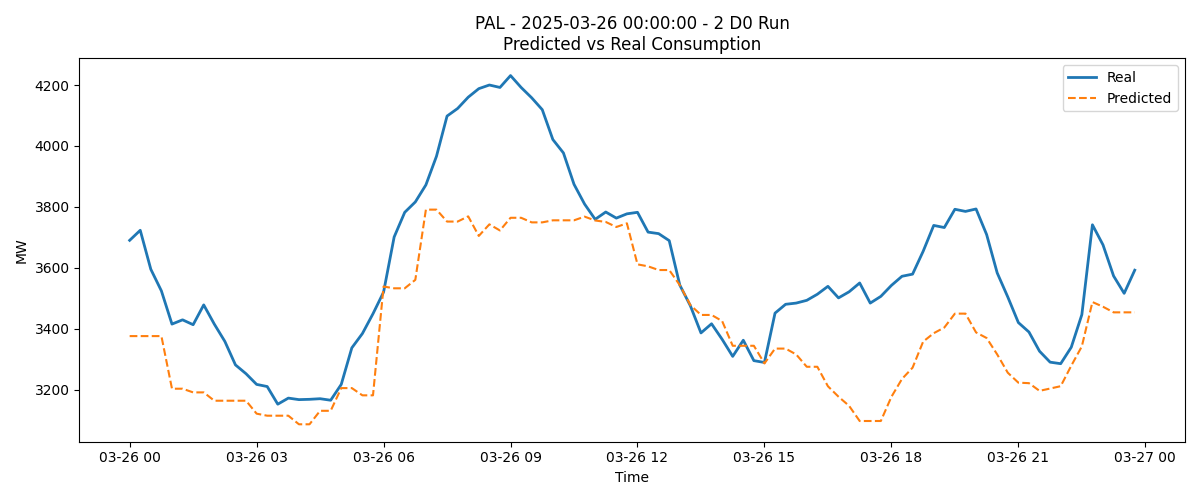 PAL - 2025-03-26 00:00:00 - 2 D0 Run
Predicted vs Real Consumption
Real
Predicted
MW
4200
4000
3800
3600
3400
3200
03-26 00
03-26 03
03-26 06
03-26 09
03-26 12
03-26 15
03-26 18
03-26 21
03-27 00
Time